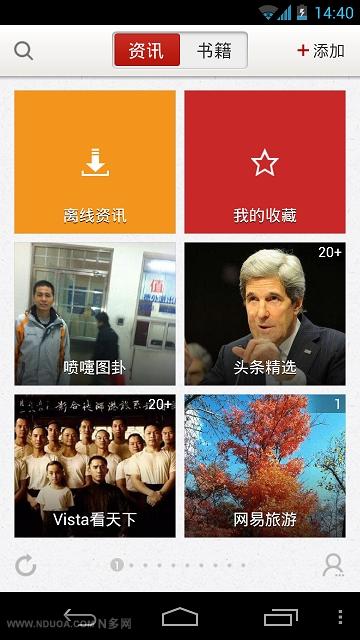 14:40
资讯 书籍 +添加
离线资讯 我的收藏
20+
喷嚏图卦 头条精选
20+ 1
Vista看天下 网易旅游
1
WWW.NDUOA.COM N多网